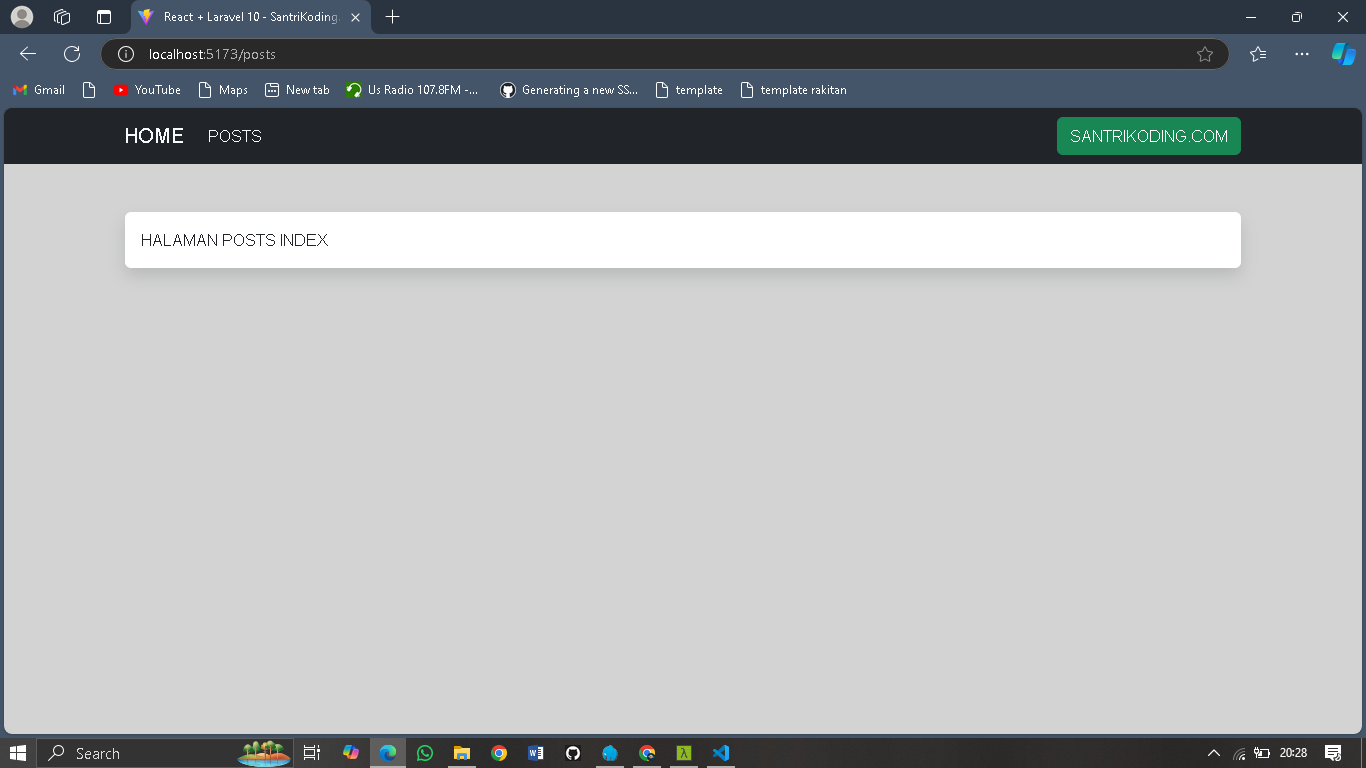 React + Laravel 10 - SantriKoding.
localhost:5173/posts
Gmail
YouTube
Maps
New tab
Us Radio 107.8FM -...
Generating a new SS...
template
template rakitan
HOME
POSTS
SANTRIKODING.COM
HALAMAN POSTS INDEX
Search
20:28